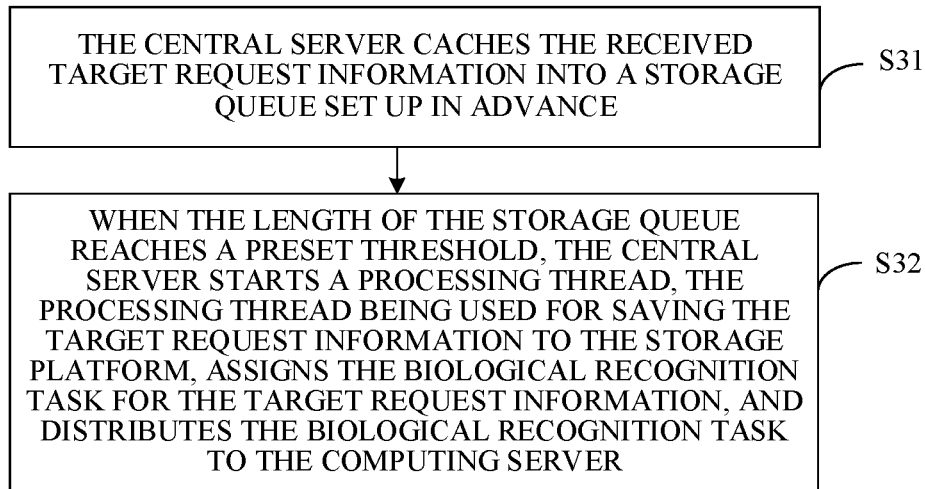 THE CENTRAL SERVER CACHES THE RECEIVED
TARGET REQUEST INFORMATION INTO A STORAGE
QUEUE SET UP IN ADVANCE
S31
WHEN THE LENGTH OF THE STORAGE QUEUE
REACHES A PRESET THRESHOLD, THE CENTRAL
SERVER STARTS A PROCESSING THREAD, THE
PROCESSING THREAD BEING USED FOR SAVING THE
TARGET REQUEST INFORMATION TO THE STORAGE
PLATFORM, ASSIGNS THE BIOLOGICAL RECOGNITION
TASK FOR THE TARGET REQUEST INFORMATION, AND
DISTRIBUTES THE BIOLOGICAL RECOGNITION TASK
TO THE COMPUTING SERVER
S32